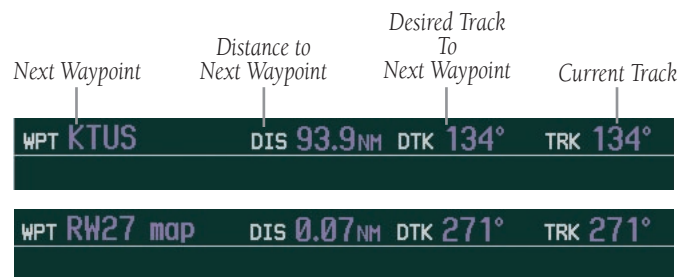 Next Waypoint
Distance to
Next Waypoint
Desired Track
To
Next Waypoint
Current Track
WPT KTUS DIS 93.9NM DTK 134° TRK 134°
WPT RW27 map DIS 0.07NM DTK 271° TRK 271°